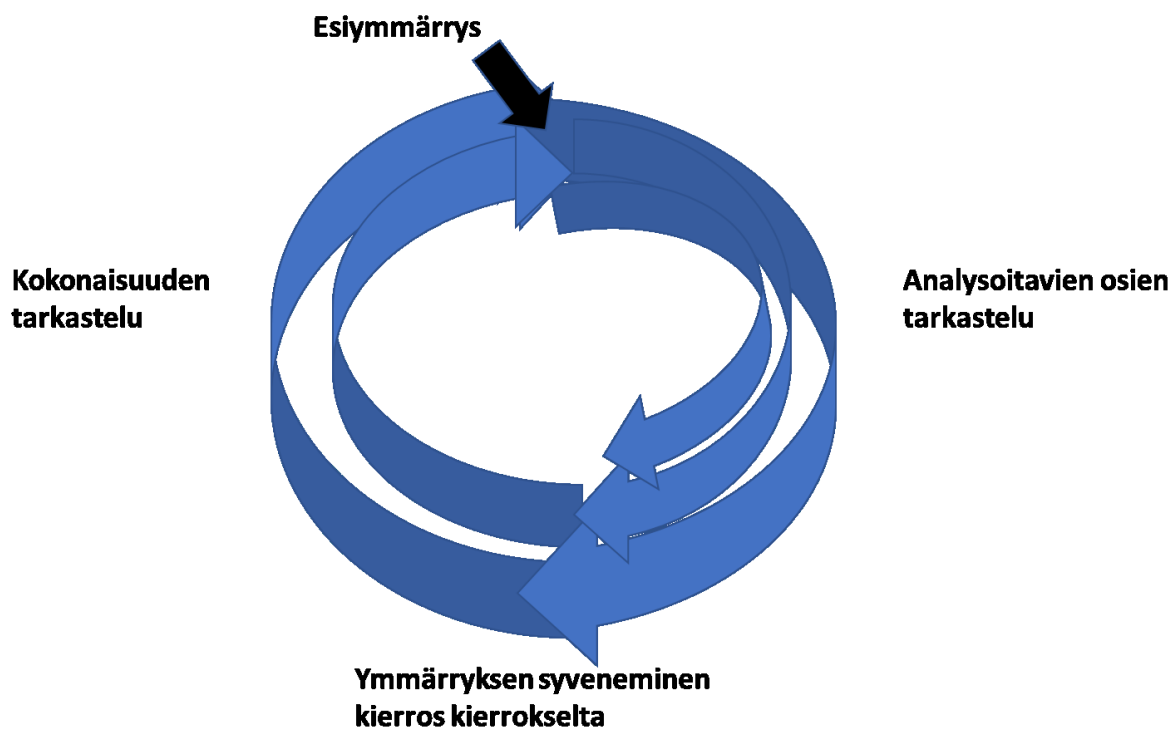 Esiymmärrys
Kokonaisuuden
tarkastelu
Analysoitavien osien
tarkastelu
Ymmärryksen syveneminen
kierros kierrokselta